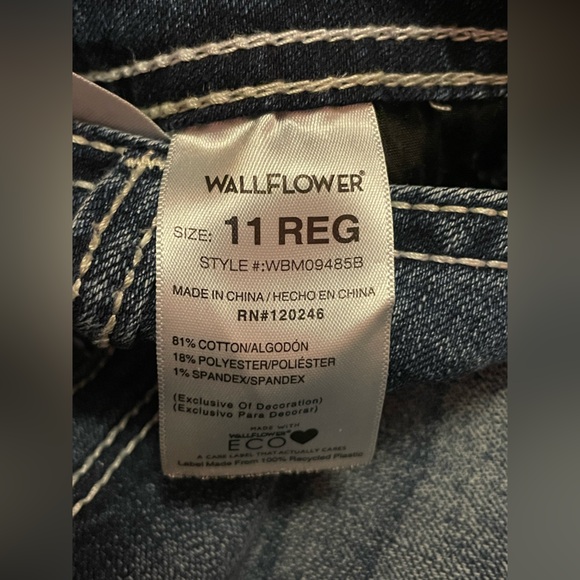 WALLFLOWER®
SIZE: 11 REG
STYLE #:WBM09485B
MADE IN CHINA / HECHO EN CHINA
RN#120246
81% COTTON/ALGODÓN
18% POLYESTER/POLIÉSTER
1% SPANDEX/SPANDEX
(Exclusive Of Decoration)
(Exclusivo Para Decorar)
MADE WITH
WALLFLOWER®
ECO
A CARE LABEL THAT ACTUALLY CARES
Label Made From 100% Recycled Plastic